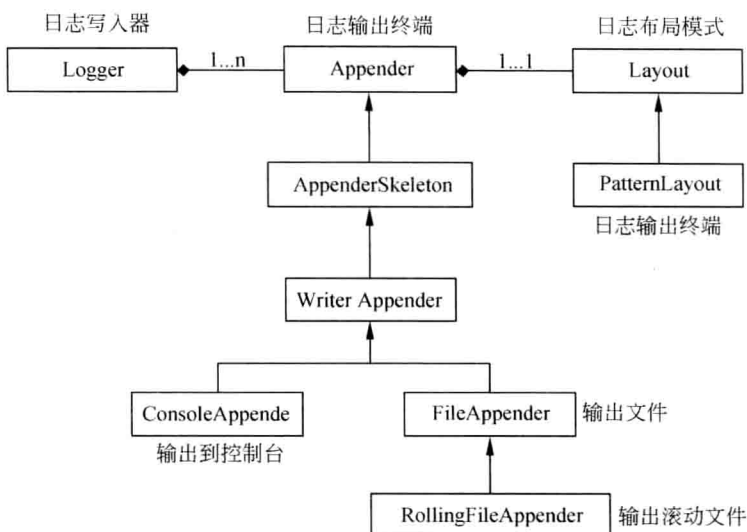 日志写入器
日志输出终端
日志布局模式
Logger
1...n
Appender
1...1
Layout
AppenderSkeleton
PatternLayout
日志输出终端
Writer Appender
ConsoleAppende
FileAppender
输出文件
输出到控制台
RollingFileAppender
输出滚动文件